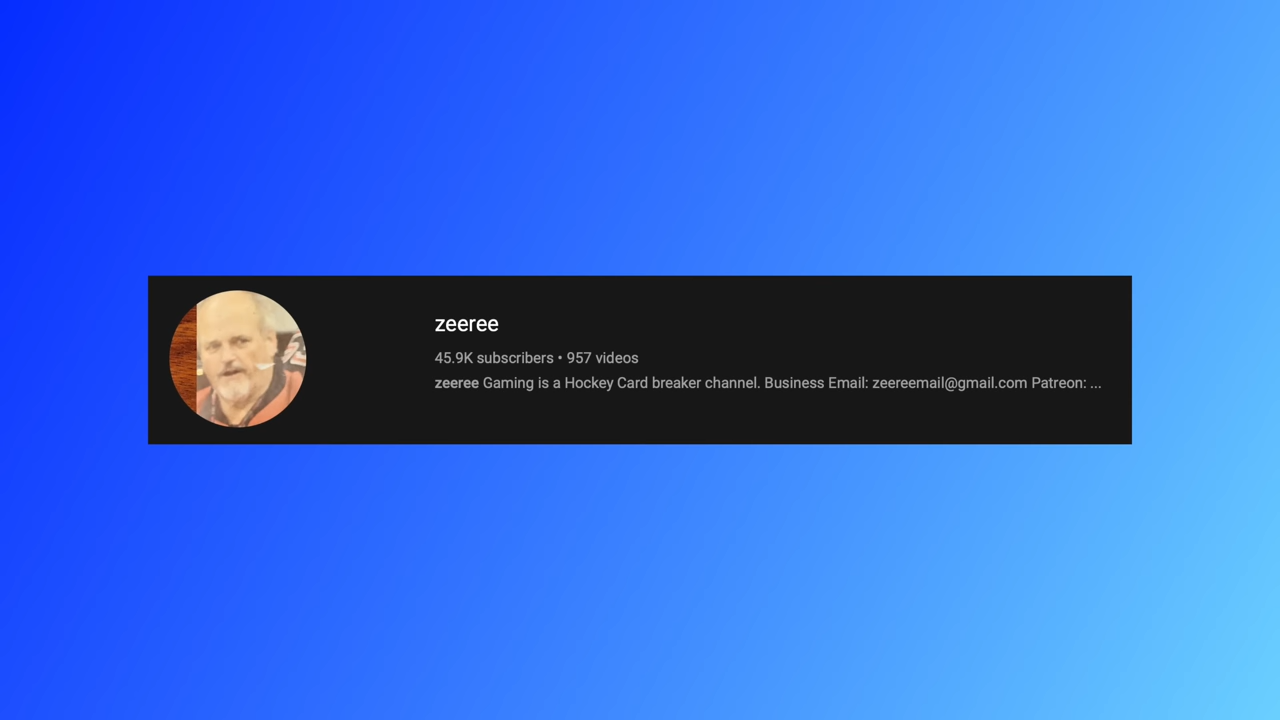 zeeree
45.9K subscribers • 957 videos
zeeree Gaming is a Hockey Card breaker channel. Business Email: zeereemail@gmail.com Patreon: ...